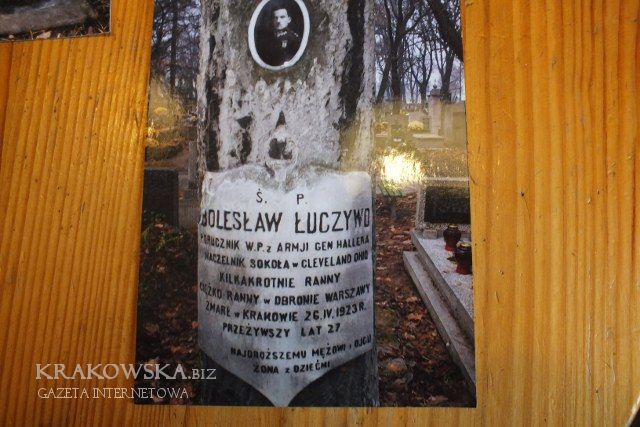 Ś. P.
BOLESŁAW ŁUCZYWO
PORUCZNIK W.P. z ARMJI GEN HALLERA
NACZELNIK SOKOŁA w CLEVELAND OHIO
KILKAKROTNIE RANNY
CIĘŻKO RANNY w OBRONIE WARSZAWY
ZMARŁ w KRAKOWIE 26.IV.1923 R.
PRZEŻYWSZY LAT 27
NAJDROŻSZEMU MĘŻOWI i OJCU
ŻONA z DZIEĆMI
KRAKOWSKA.BIZ
GAZETA INTERNETOWA